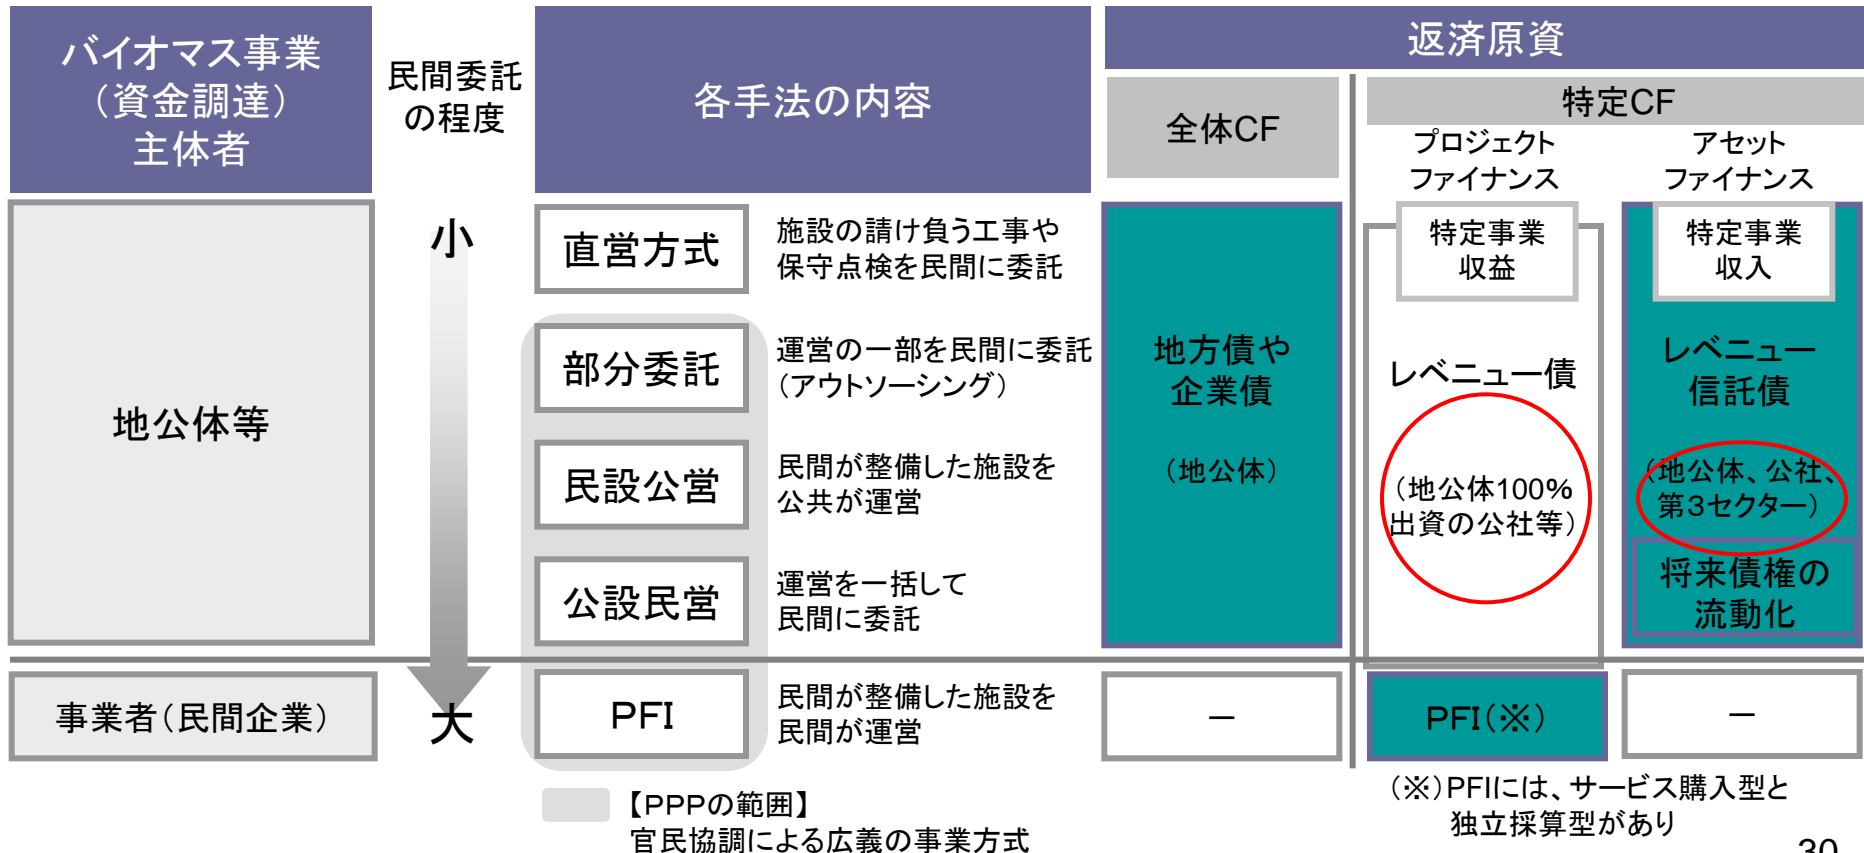 バイオマス事業
（資金調達）
主体者
民間委託
の程度
各手法の内容
返済原資
全体CF
特定CF
プロジェクト
ファイナンス
アセット
ファイナンス
地公体等
小
直営方式
施設の請け負う工事や
保守点検を民間に委託
部分委託
運営の一部を民間に委託
（アウトソーシング）
民設公営
民間が整備した施設を
公共が運営
公設民営
運営を一括して
民間に委託
地方債や
企業債
（地公体）
特定事業
収益
レベニュー債
（地公体100%
出資の公社等）
特定事業
収入
レベニュー
信託債
（地公体、公社、
第3セクター）
将来債権の
流動化
事業者（民間企業）
大
PFI
民間が整備した施設を
民間が運営
－
PFI（※）
－
【PPPの範囲】
官民協調による広義の事業方式
（※）PFIには、サービス購入型と
独立採算型があり
30